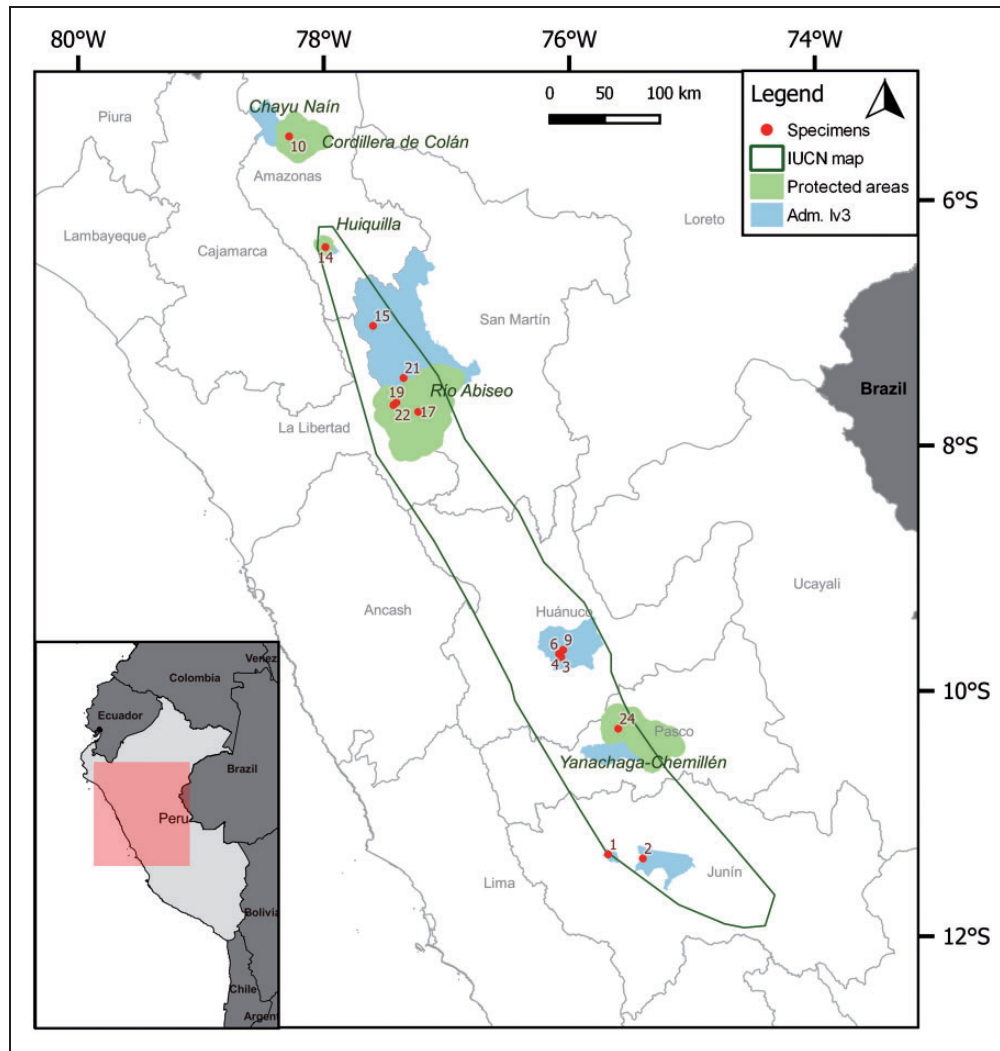 80°W 78°W 76°W 74°W
Chayu Naín
Piura
10
Cordillera de Colán
Amazonas
0 50 100 km
Legend
Specimens
IUCN map
Protected areas
Adm. lv3
6°S
Loreto
Lambayeque
Cajamarca
Huiquilla
14
15
San Martín
21
Río Abiseo
19
22
17
Brazil
La Libertad
8°S
Ucayali
Ancash
Huánuco
6 9
4 3
10°S
24
Pasco
Yanachaga-Chemillén
1 2
Junín
Lima
12°S
Venez
Colombia
Ecuador
Brazil
Peru
Bolivia
Chile
Argent